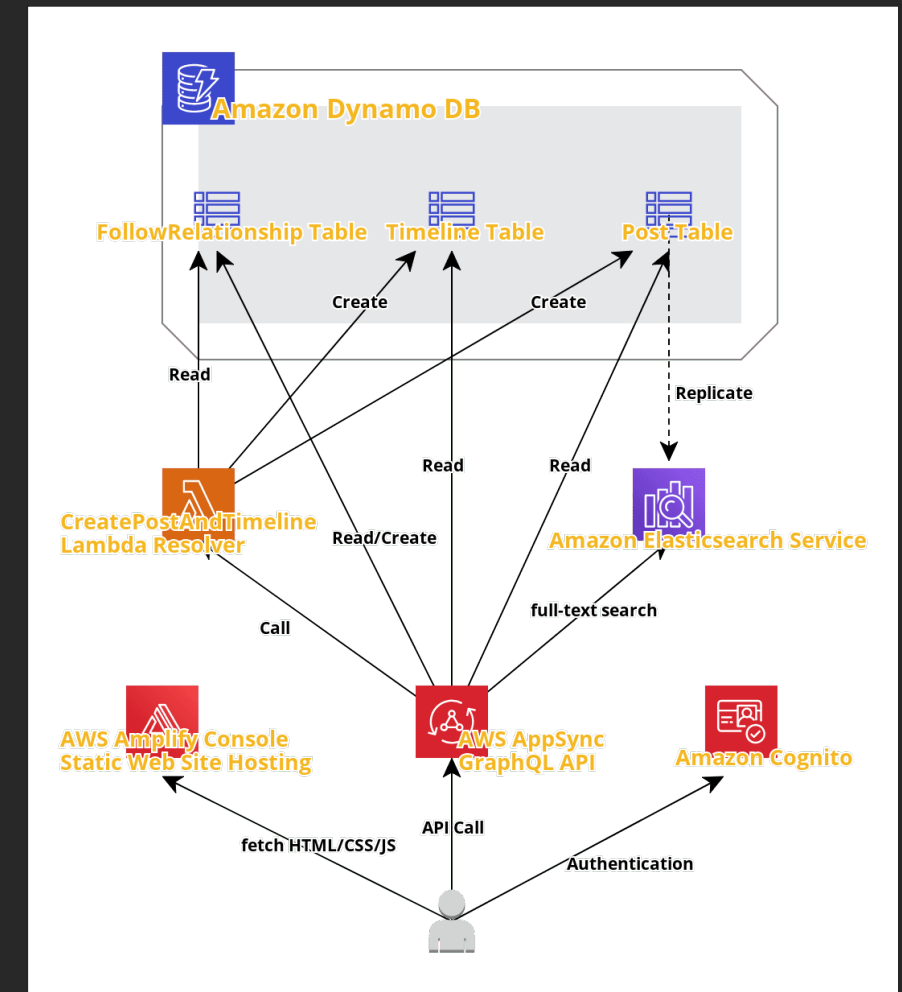 Amazon Dynamo DB
FollowRelationship Table
Timeline Table
Post Table
Create
Create
Read
Replicate
Read
Read
CreatePostAndTimeline
Lambda Resolver
Amazon Elasticsearch Service
Read/Create
full-text search
Call
AWS Amplify Console
Static Web Site Hosting
AWS AppSync
GraphQL API
Amazon Cognito
API Call
fetch HTML/CSS/JS
Authentication